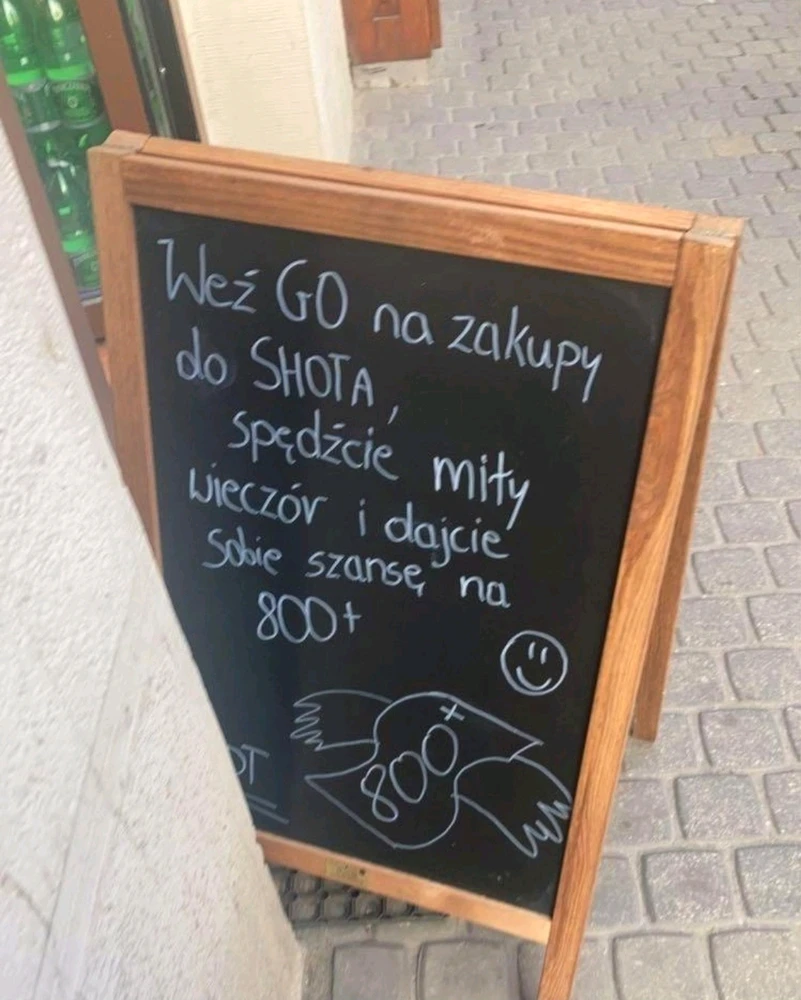 Weź GO na zakupy
do SHOTA,
spędźcie miły
wieczór i dajcie
sobie szansę na
800+
800+